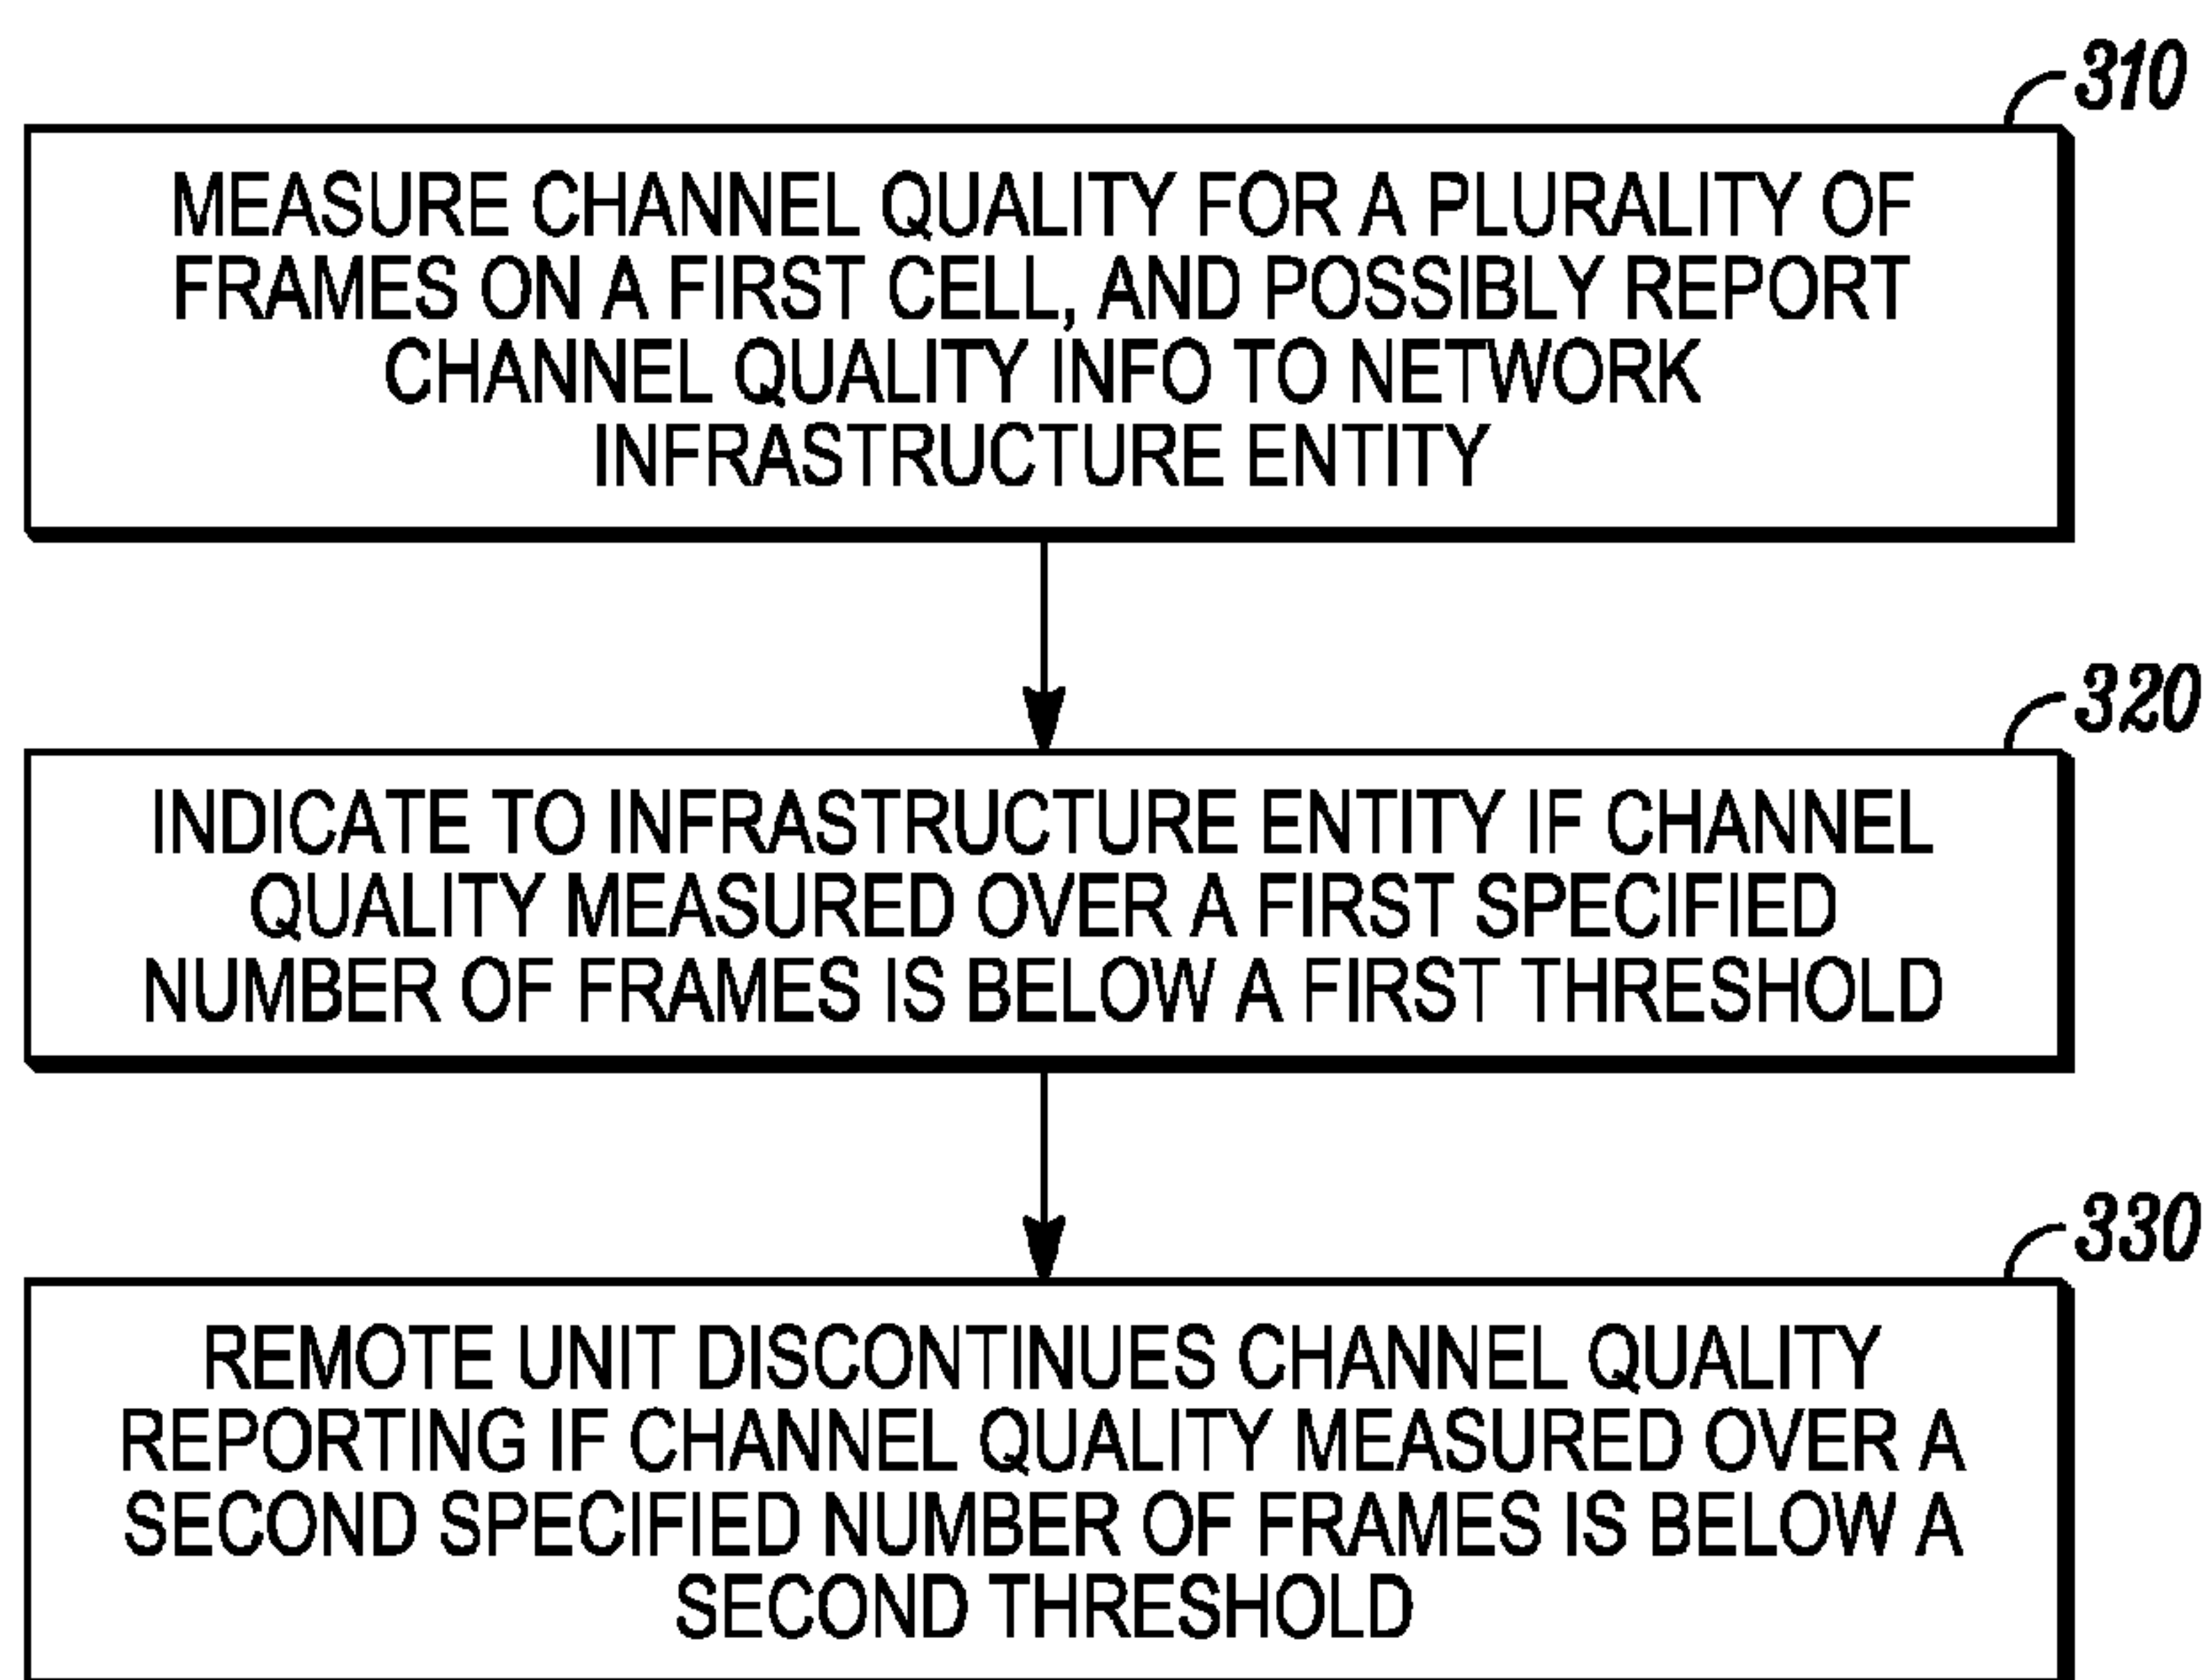 310
MEASURE CHANNEL QUALITY FOR A PLURALITY OF
FRAMES ON A FIRST CELL, AND POSSIBLY REPORT
CHANNEL QUALITY INFO TO NETWORK
INFRASTRUCTURE ENTITY
320
INDICATE TO INFRASTRUCTURE ENTITY IF CHANNEL
QUALITY MEASURED OVER A FIRST SPECIFIED
NUMBER OF FRAMES IS BELOW A FIRST THRESHOLD
330
REMOTE UNIT DISCONTINUES CHANNEL QUALITY
REPORTING IF CHANNEL QUALITY MEASURED OVER A
SECOND SPECIFIED NUMBER OF FRAMES IS BELOW A
SECOND THRESHOLD